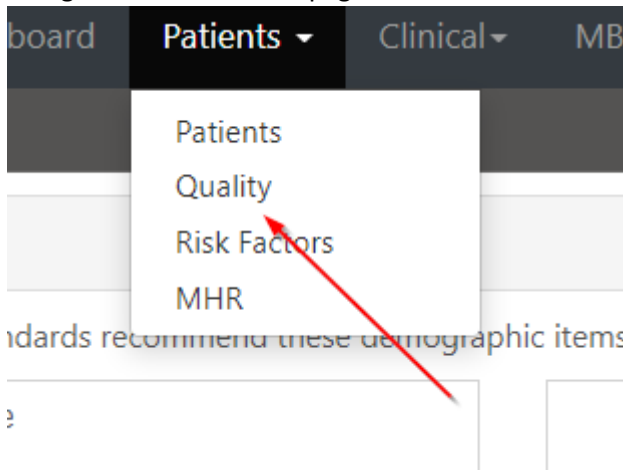 board Patients Clinical MB
Patients
Quality
Risk Factors
MHR
ndards recommend these demographic items
e